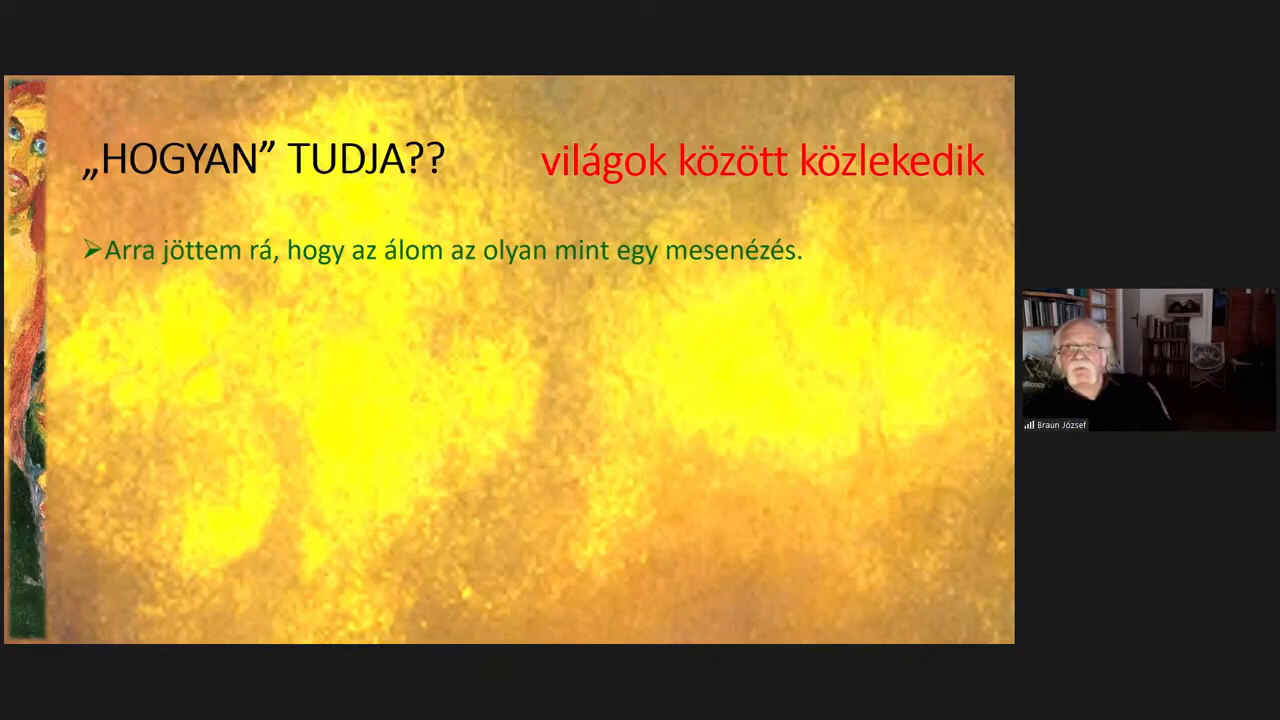 „HOGYAN” TUDJA??
világok között közlekedik
➢Arra jöttem rá, hogy az álom az olyan mint egy mesenézés.
Braun József